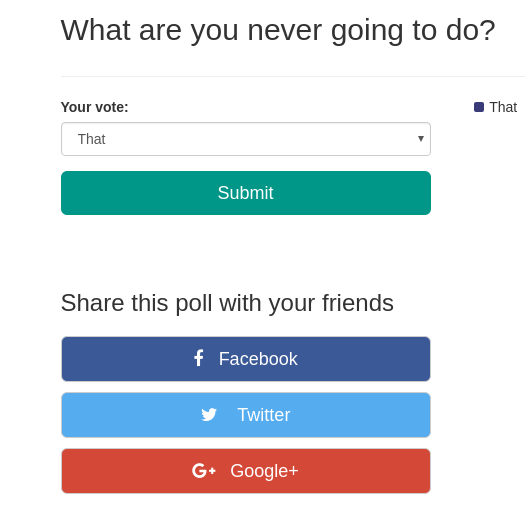 What are you never going to do?
Your vote:
That
That
Submit
Share this poll with your friends
Facebook
Twitter
Google+